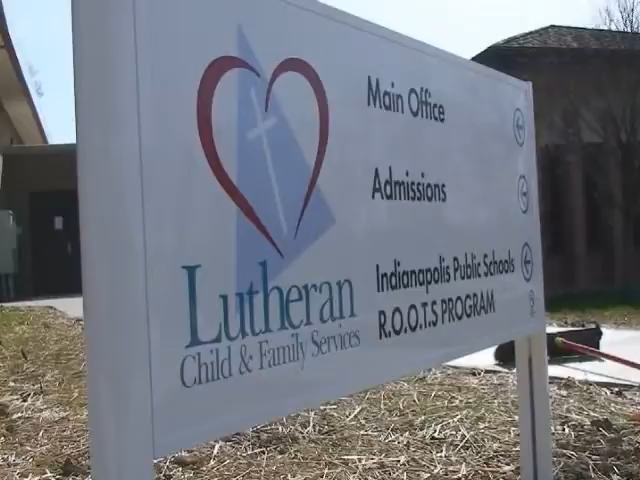 Lutheran
Child & Family Services
Main Office
Admissions
Indianapolis Public Schools
R.O.O.T.S PROGRAM